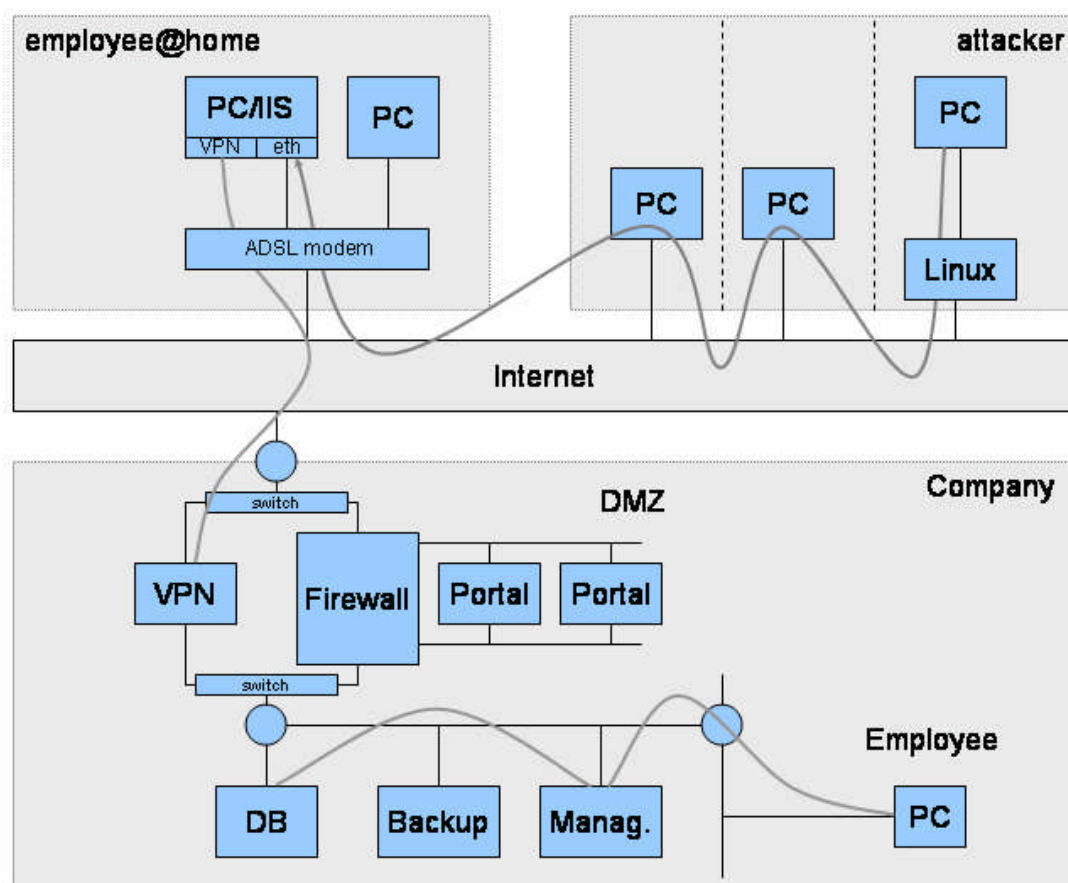 employee@home
attacker
PC/IIS
VPN
eth
PC
PC
PC
PC
ADSL modem
Linux
Internet
Company
switch
DMZ
VPN
Firewall
Portal
Portal
switch
Employee
DB
Backup
Manag.
PC